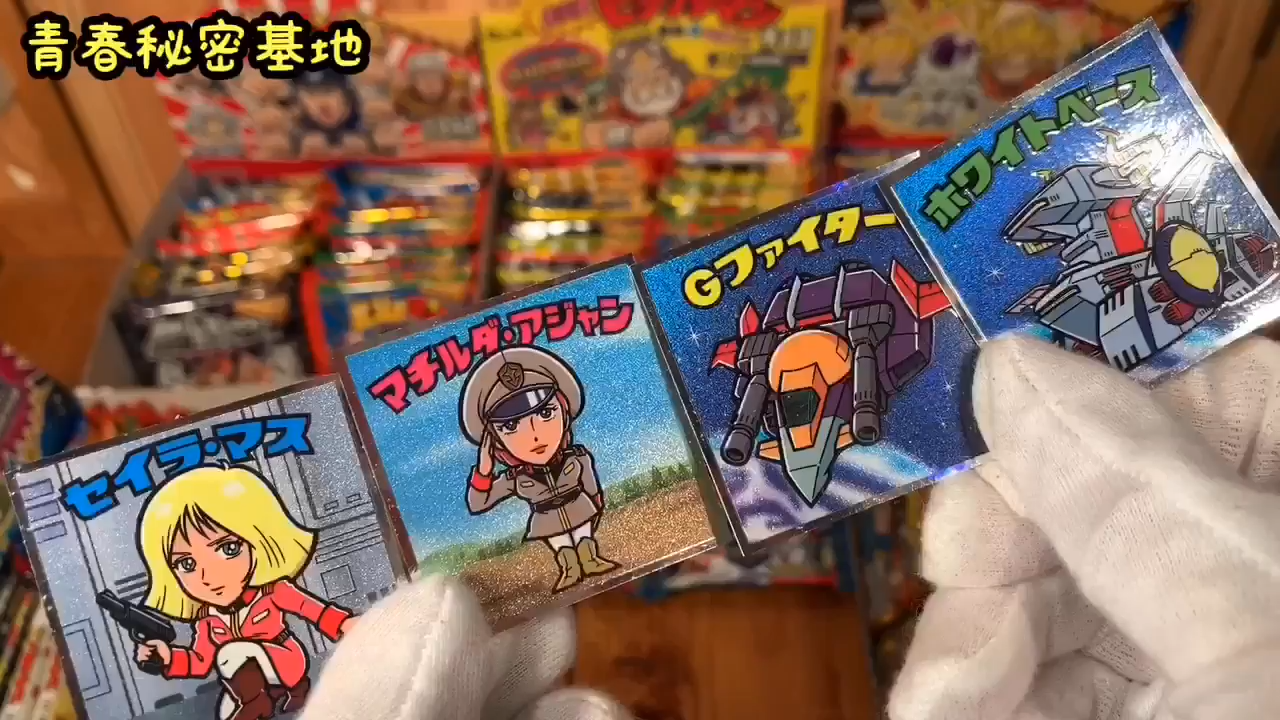 青春秘密基地
ホワイトベース
Gファイター
マチルダ・アジャン
セイラ・マス